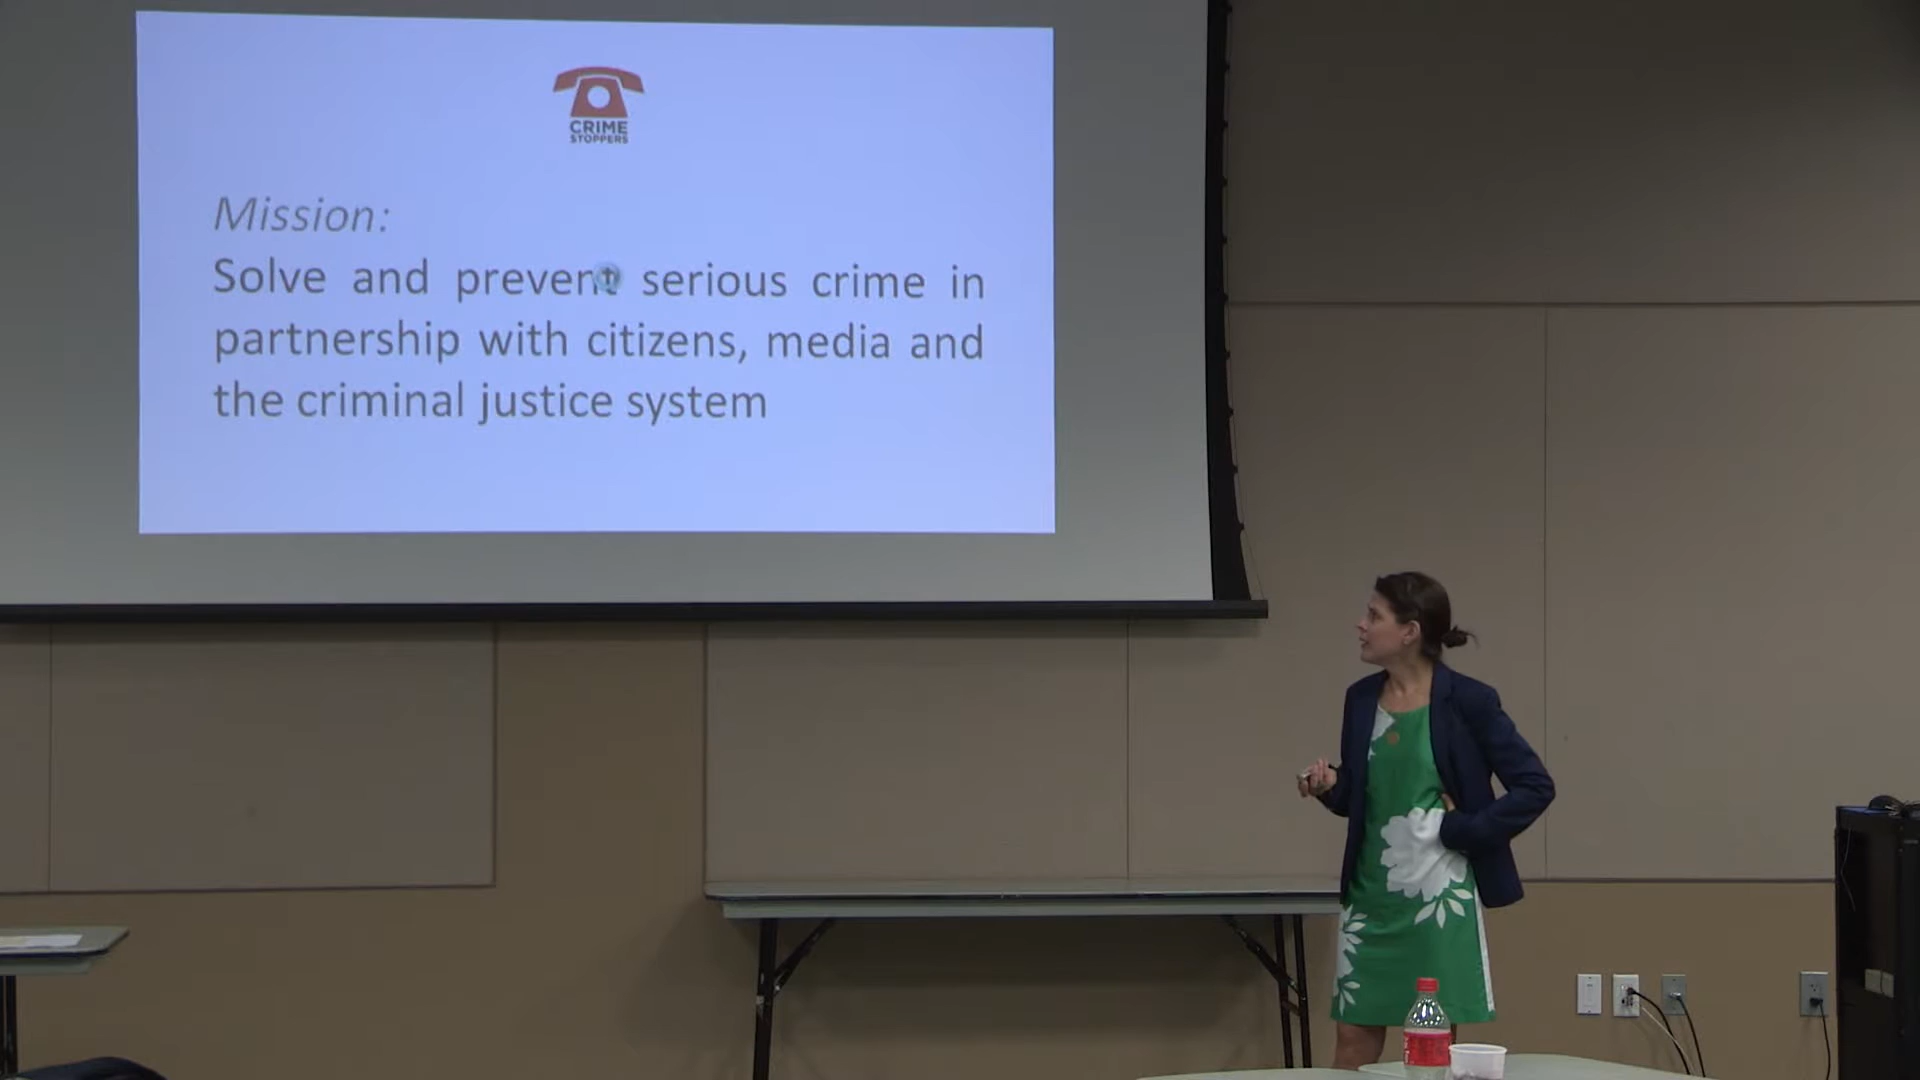 CRIME
STOPPERS
Mission:
Solve and prevent serious crime in
partnership with citizens, media and
the criminal justice system